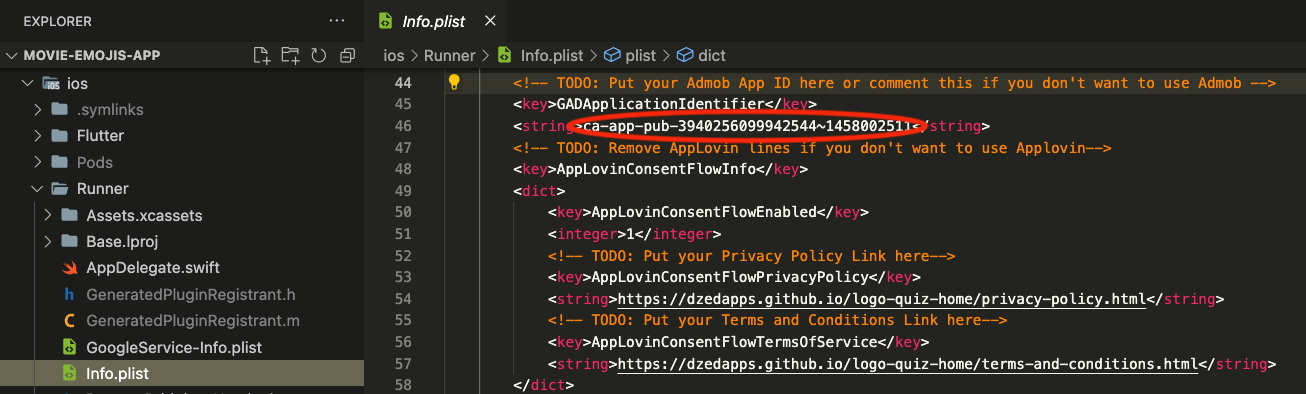 EXPLORER
···
Info.plist
MOVIE-EMOJIS-APP
ios > Runner > Info.plist > plist > dict
ios
.symlinks
Flutter
Pods
Runner
Assets.xcassets
Base.lproj
AppDelegate.swift
h GeneratedPluginRegistrant.h
C GeneratedPluginRegistrant.m
GoogleService-Info.plist
Info.plist
44 <!-- TODO: Put your Admob App ID here or comment this if you don't want to use Admob -->
45 <key>GADApplicationIdentifier</key>
46 <string>ca-app-pub-3940256099942544~1458002511</string>
47 <!-- TODO: Remove AppLovin lines if you don't want to use Applovin-->
48 <key>AppLovinConsentFlowInfo</key>
49 <dict>
50 <key>AppLovinConsentFlowEnabled</key>
51 <integer>1</integer>
52 <!-- TODO: Put your Privacy Policy Link here-->
53 <key>AppLovinConsentFlowPrivacyPolicy</key>
54 <string>https://dzedapps.github.io/logo-quiz-home/privacy-policy.html</string>
55 <!-- TODO: Put your Terms and Conditions Link here-->
56 <key>AppLovinConsentFlowTermsOfService</key>
57 <string>https://dzedapps.github.io/logo-quiz-home/terms-and-conditions.html</string>
58 </dict>